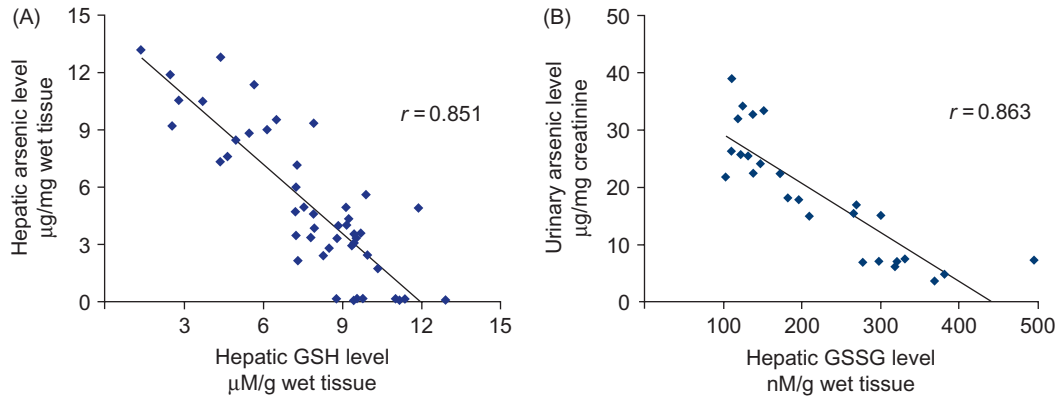 (A)
15
12
9
6
3
0
Hepatic arsenic level
μg/mg wet tissue
r = 0.851
3 6 9 12 15
Hepatic GSH level
μM/g wet tissue
(B)
50
40
30
20
10
0
Urinary arsenic level
μg/mg creatinine
r = 0.863
100 200 300 400 500
Hepatic GSSG level
nM/g wet tissue